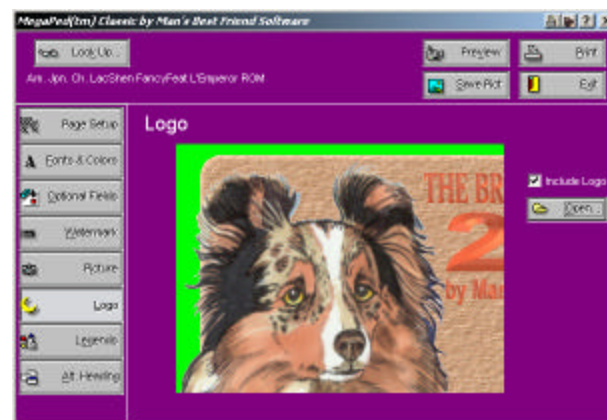 MegaPed(tm) Classic by Man's Best Friend Software
Look Up...
Preview
Print
Am. Jpn. Ch. LacShen FancyFeat L'Emperor ROM
Save Pict
Exit
Page Setup
Logo
Fonts & Colors
Optional Fields
Watermark
Picture
Logo
Legends
Alt. Heading
THE BR
2
by Man
Include Logo
Open...